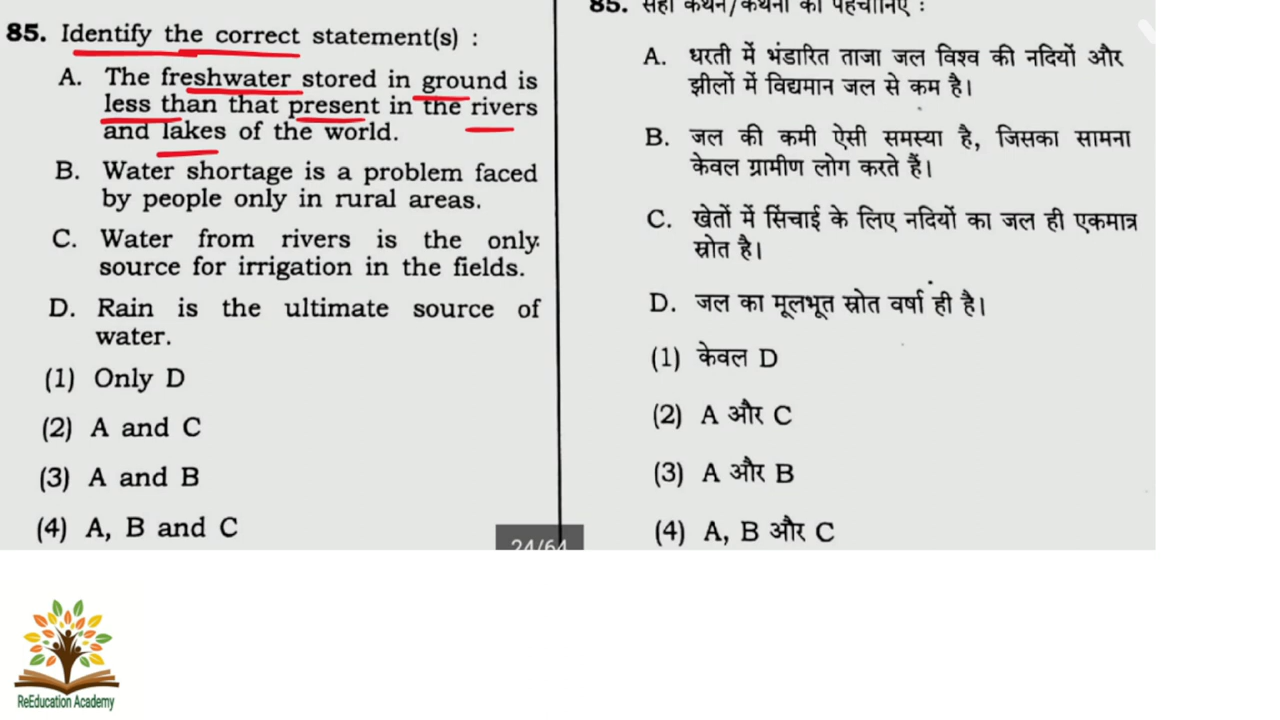 85. Identify the correct statement(s) :
A. The freshwater stored in ground is
less than that present in the rivers
and lakes of the world.
B. Water shortage is a problem faced
by people only in rural areas.
C. Water from rivers is the only
source for irrigation in the fields.
D. Rain is the ultimate source of
water.
(1) Only D
(2) A and C
(3) A and B
(4) A, B and C
85. सही कथन/कथनों को पहचानिए :
A. धरती में भंडारित ताजा जल विश्व की नदियों और
झीलों में विद्यमान जल से कम है।
B. जल की कमी ऐसी समस्या है, जिसका सामना
केवल ग्रामीण लोग करते हैं।
C. खेतों में सिंचाई के लिए नदियों का जल ही एकमात्र
स्रोत है।
D. जल का मूलभूत स्रोत वर्षा ही है।
(1) केवल D
(2) A और C
(3) A और B
(4) A, B और C
24/64
ReEducation Academy